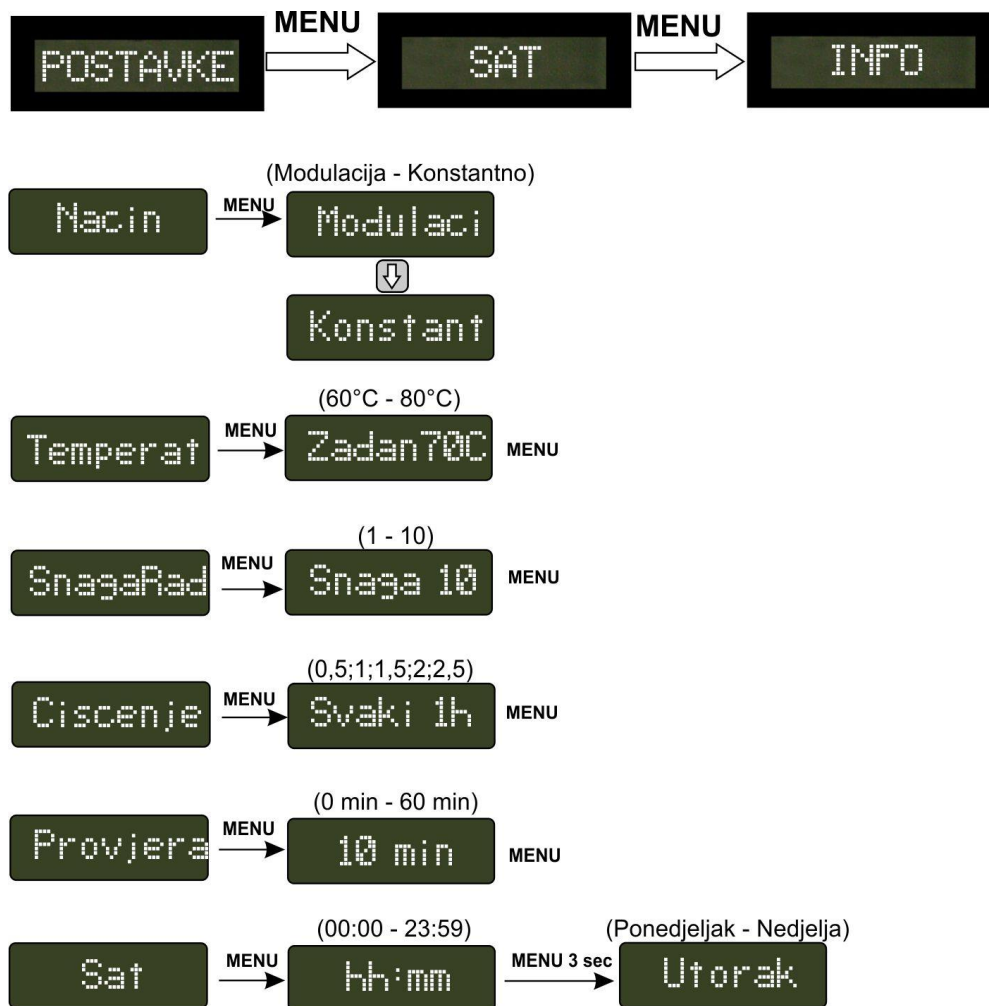 MENU MENU
POSTAVKE SAT INFO
(Modulacija - Konstantno)
Nacin MENU Modulaci
Konstant
(60°C - 80°C)
Temperat MENU Zadan70C MENU
(1 - 10)
SnagaRad MENU Snaga 10 MENU
(0,5;1;1,5;2;2,5)
Ciscenje MENU Svaki 1h MENU
(0 min - 60 min)
Provjera MENU 10 min MENU
(00:00 - 23:59) (Ponedjeljak - Nedjelja)
Sat MENU hh:mm MENU 3 sec Utorak